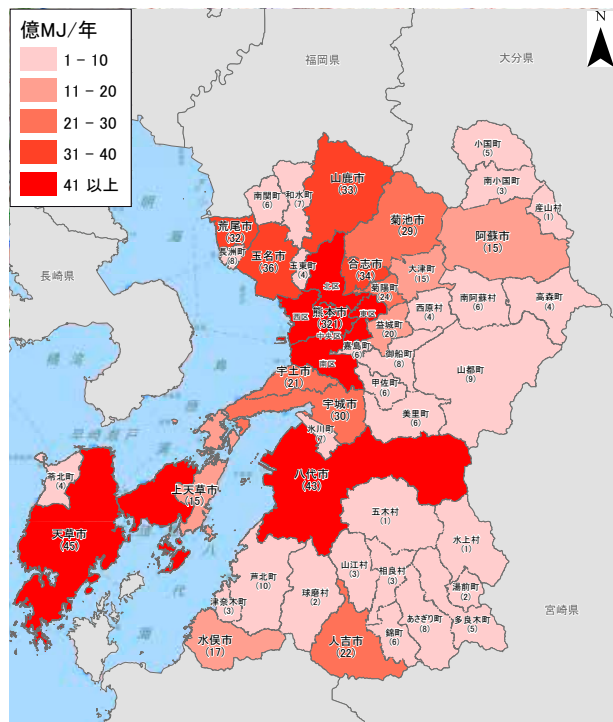 億MJ/年
1 - 10
11 - 20
21 - 30
31 - 40
41 以上
N
福岡県
大分県
長崎県
宮崎県
小国町
(5)
南小国町
(3)
産山村
(1)
山鹿市
(33)
菊池市
(29)
阿蘇市
(15)
南関町
(6)
和水町
(7)
荒尾市
(32)
長洲町
(8)
玉名市
(36)
玉東町
(4)
合志市
(34)
大津町
(15)
菊陽町
(24)
北区
西区
東区
中央区
南区
熊本市
(321)
西原村
(4)
南阿蘇村
(6)
高森町
(4)
益城町
(20)
嘉島町
(6)
御船町
(8)
山都町
(9)
甲佐町
(6)
美里町
(6)
宇土市
(21)
宇城市
(30)
氷川町
(7)
八代市
(43)
上天草市
(15)
苓北町
(4)
天草市
(45)
五木村
(1)
水上村
(1)
山江村
(3)
相良村
(3)
湯前町
(2)
多良木町
(5)
あさぎり町
(8)
錦町
(6)
人吉市
(22)
球磨村
(2)
芦北町
(10)
津奈木町
(3)
水俣市
(17)